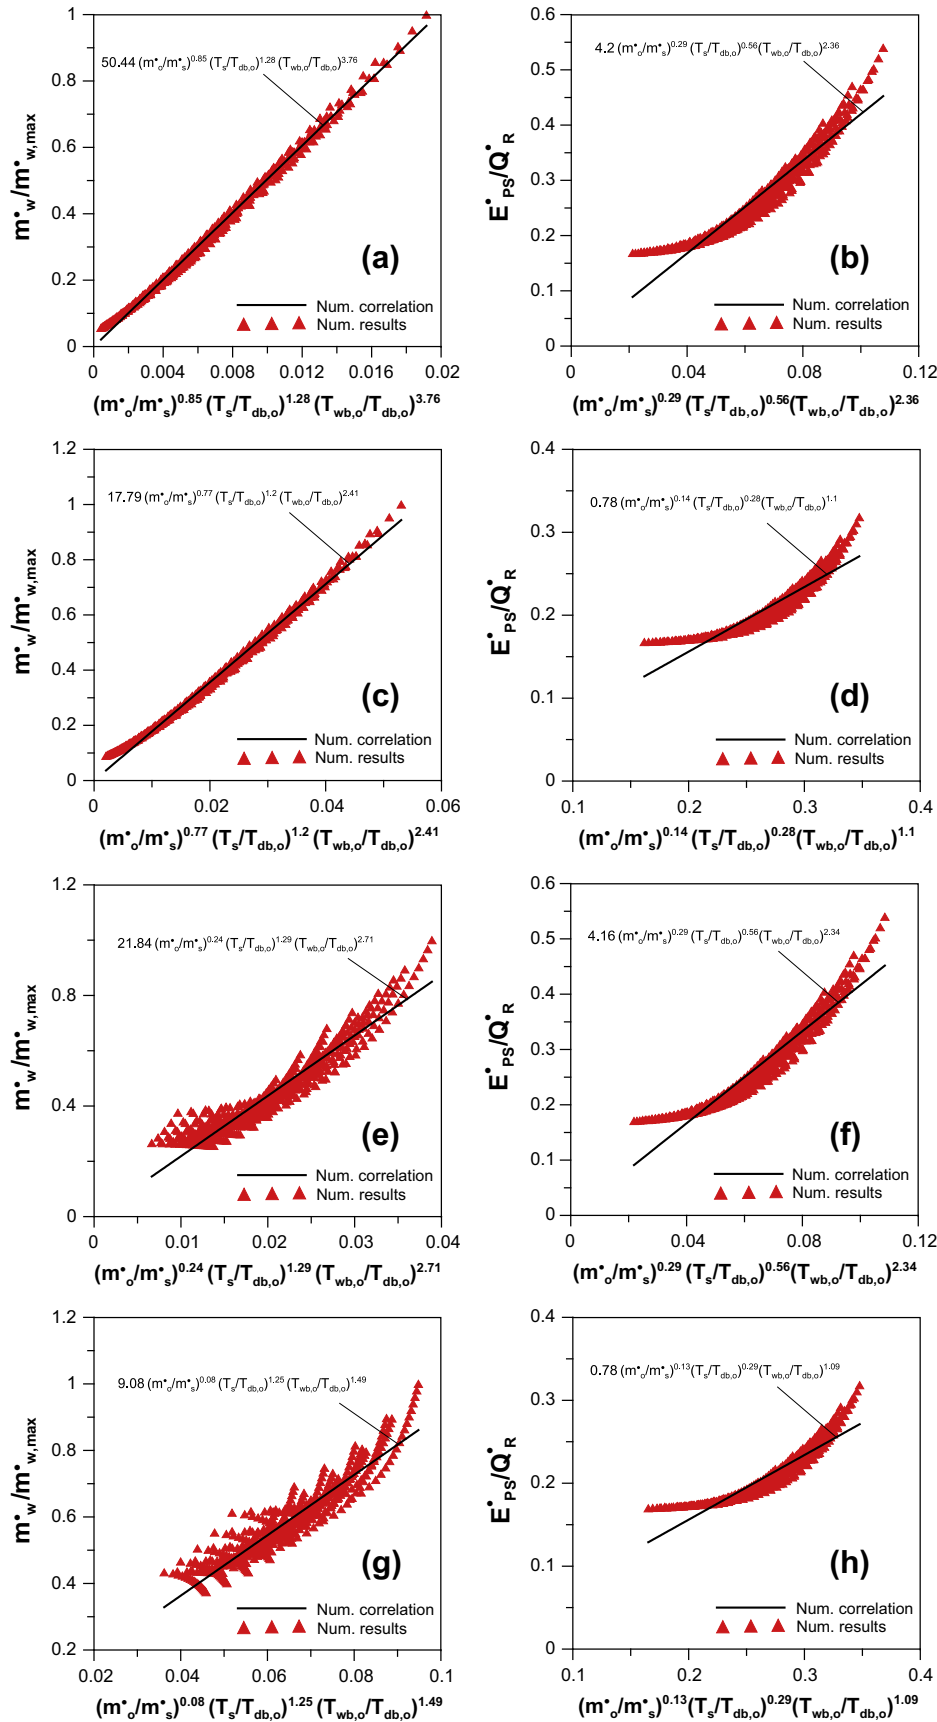 1
0.8
0.6
0.4
0.2
0
m•w/m•w,max
50.44 (m•o/m•s)^0.85 (Ts/Tdb,o)^1.28 (Twb,o/Tdb,o)^3.76
(a)
Num. correlation
Num. results
0 0.004 0.008 0.012 0.016 0.02
(m•o/m•s)^0.85 (Ts/Tdb,o)^1.28 (Twb,o/Tdb,o)^3.76
0.6
0.5
0.4
0.3
0.2
0.1
0
E•PS/Q•R
4.2 (m•o/m•s)^0.29 (Ts/Tdb,o)^0.56(Twb,o/Tdb,o)^2.36
(b)
Num. correlation
Num. results
0 0.04 0.08 0.12
(m•o/m•s)^0.29 (Ts/Tdb,o)^0.56(Twb,o/Tdb,o)^2.36
1.2
1
0.8
0.6
0.4
0.2
0
m•w/m•w,max
17.79 (m•o/m•s)^0.77 (Ts/Tdb,o)^1.2 (Twb,o/Tdb,o)^2.41
(c)
Num. correlation
Num. results
0 0.02 0.04 0.06
(m•o/m•s)^0.77 (Ts/Tdb,o)^1.2 (Twb,o/Tdb,o)^2.41
0.4
0.3
0.2
0.1
0
E•PS/Q•R
0.78 (m•o/m•s)^0.14 (Ts/Tdb,o)^0.28(Twb,o/Tdb,o)^1.1
(d)
Num. correlation
Num. results
0.1 0.2 0.3 0.4
(m•o/m•s)^0.14 (Ts/Tdb,o)^0.28(Twb,o/Tdb,o)^1.1
1.2
1
0.8
0.6
0.4
0.2
0
m•w/m•w,max
21.84 (m•o/m•s)^0.24 (Ts/Tdb,o)^1.29 (Twb,o/Tdb,o)^2.71
(e)
Num. correlation
Num. results
0 0.01 0.02 0.03 0.04
(m•o/m•s)^0.24 (Ts/Tdb,o)^1.29 (Twb,o/Tdb,o)^2.71
0.6
0.5
0.4
0.3
0.2
0.1
0
E•PS/Q•R
4.16 (m•o/m•s)^0.29 (Ts/Tdb,o)^0.56(Twb,o/Tdb,o)^2.34
(f)
Num. correlation
Num. results
0 0.04 0.08 0.12
(m•o/m•s)^0.29 (Ts/Tdb,o)^0.56(Twb,o/Tdb,o)^2.34
1.2
1
0.8
0.6
0.4
0.2
m•w/m•w,max
9.08 (m•o/m•s)^0.08 (Ts/Tdb,o)^1.25 (Twb,o/Tdb,o)^1.49
(g)
Num. correlation
Num. results
0.02 0.04 0.06 0.08 0.1
(m•o/m•s)^0.08 (Ts/Tdb,o)^1.25 (Twb,o/Tdb,o)^1.49
0.4
0.3
0.2
0.1
0
E•PS/Q•R
0.78 (m•o/m•s)^0.13 (Ts/Tdb,o)^0.29(Twb,o/Tdb,o)^1.09
(h)
Num. correlation
Num. results
0.1 0.2 0.3 0.4
(m•o/m•s)^0.13(Ts/Tdb,o)^0.29(Twb,o/Tdb,o)^1.09